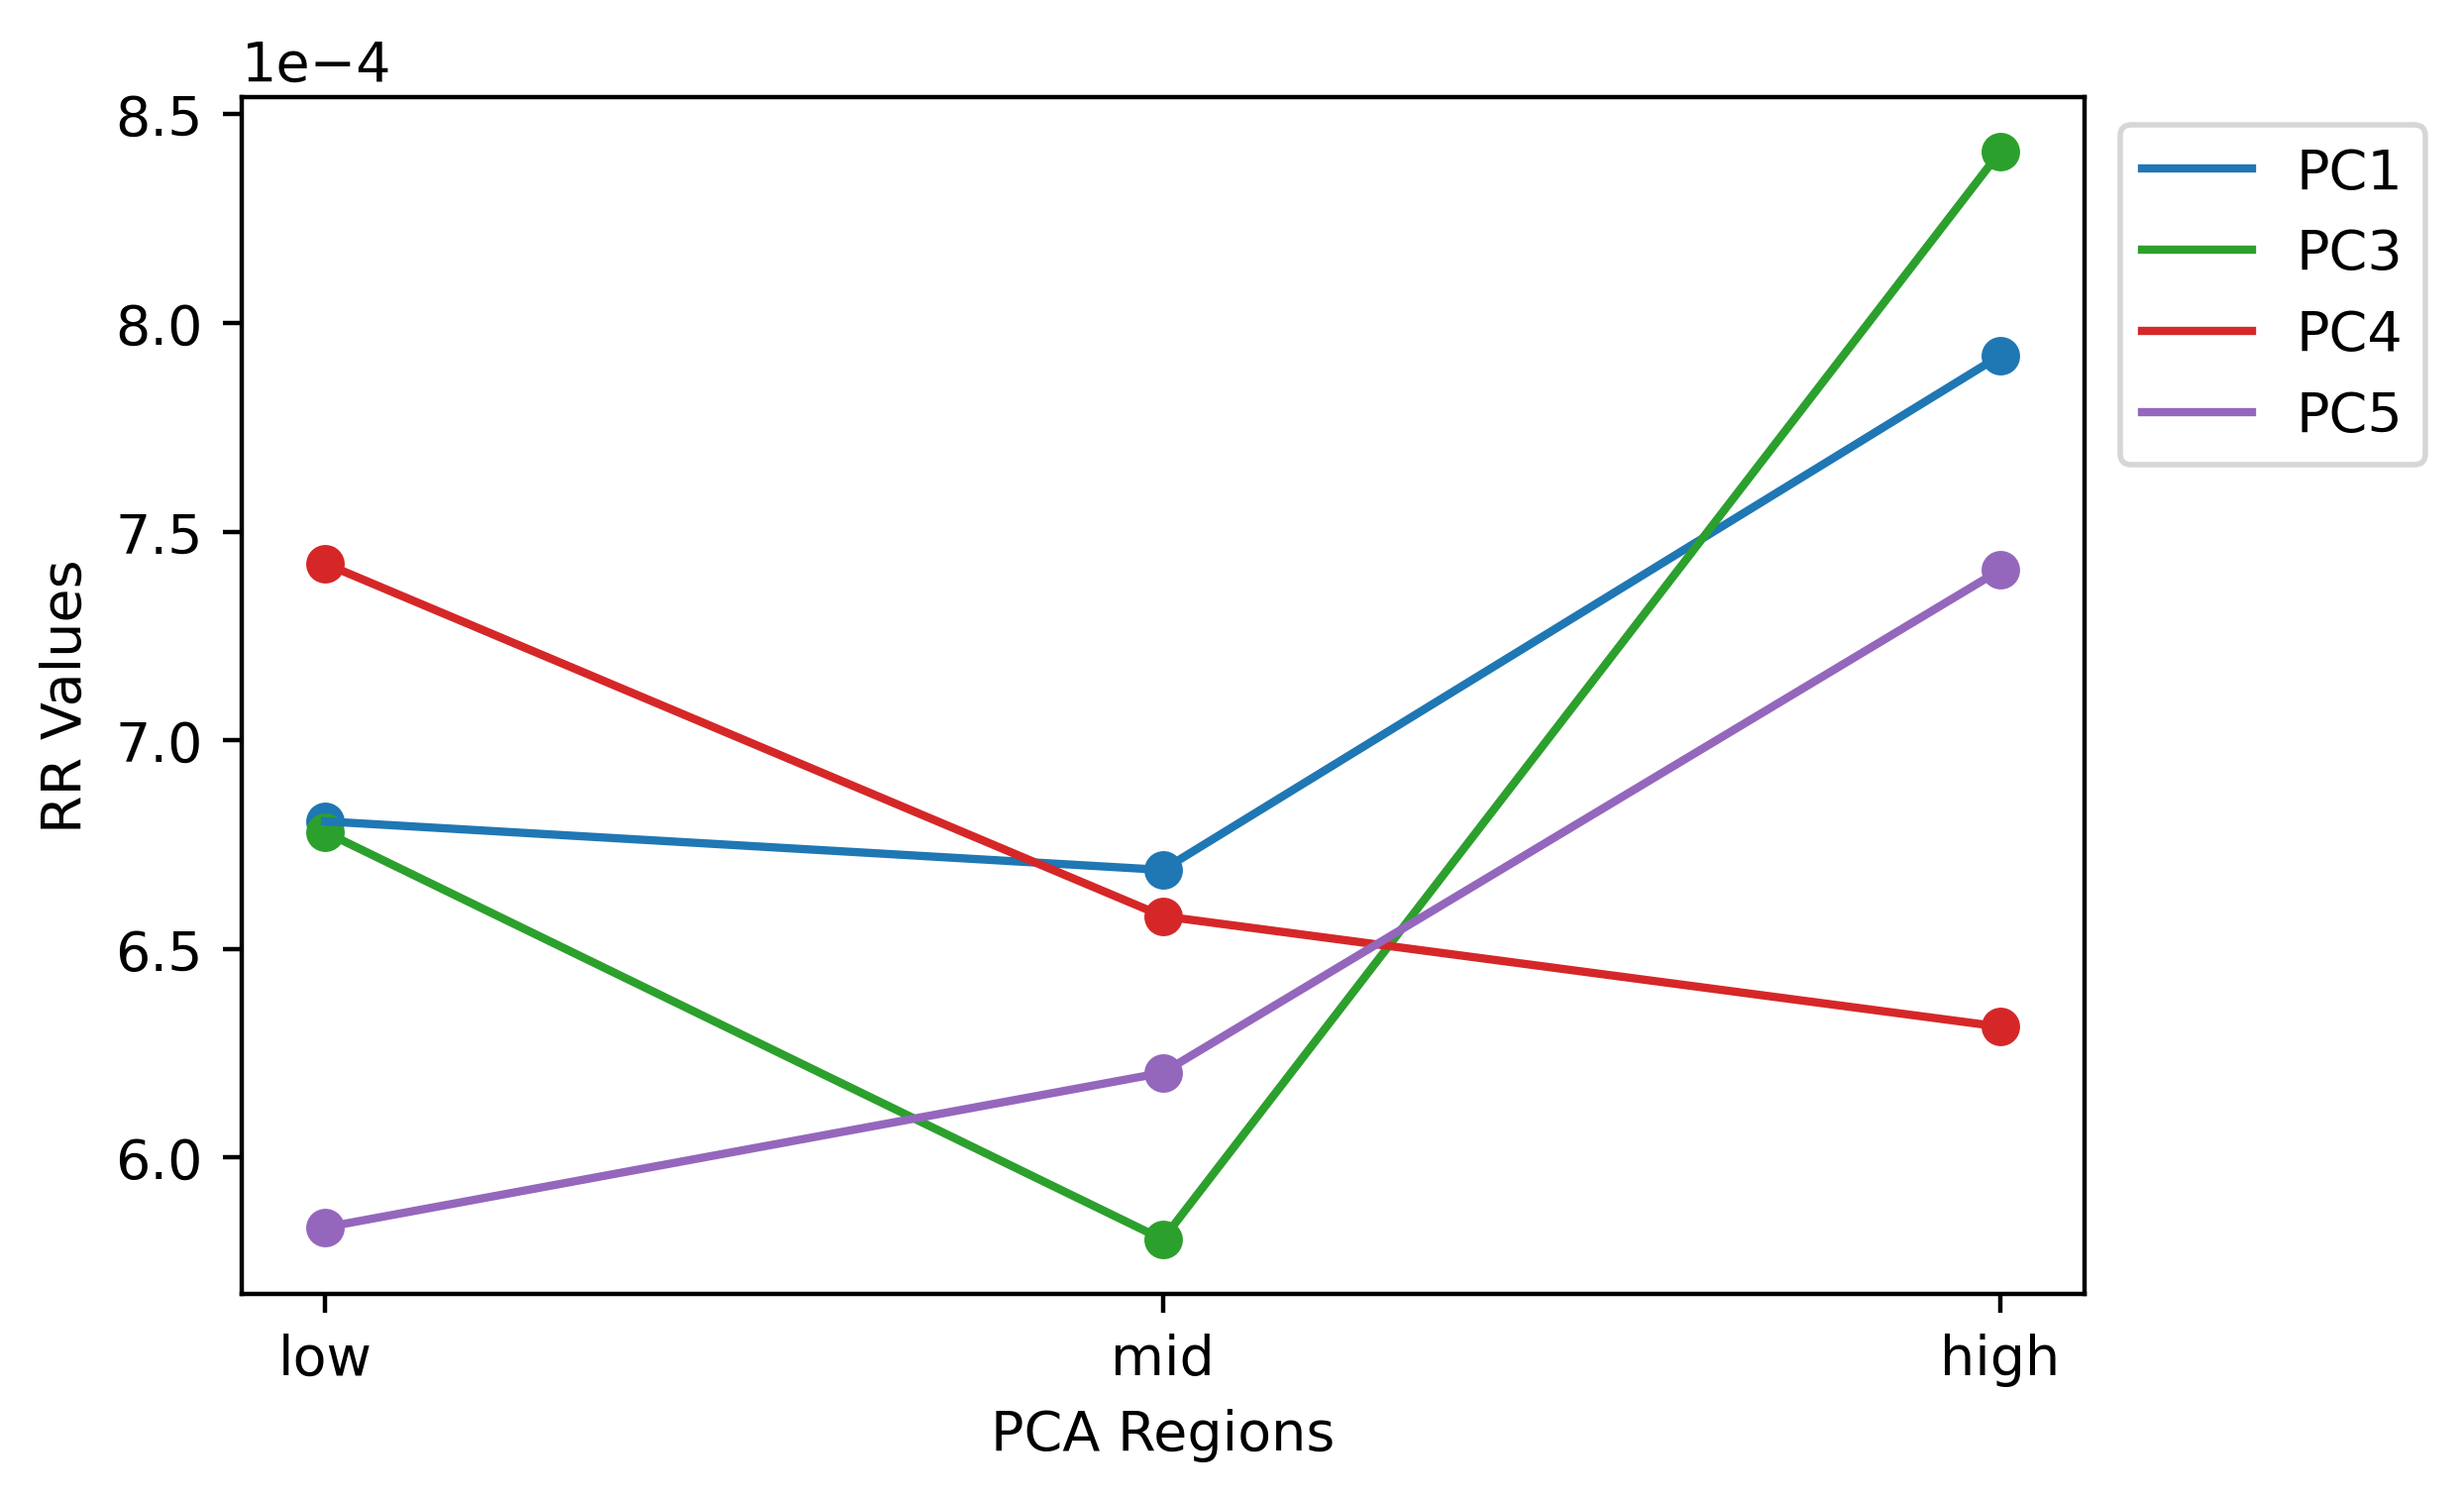 1e−4
8.5
8.0
7.5
7.0
6.5
6.0
RR Values
low
mid
high
PCA Regions
PC1
PC3
PC4
PC5